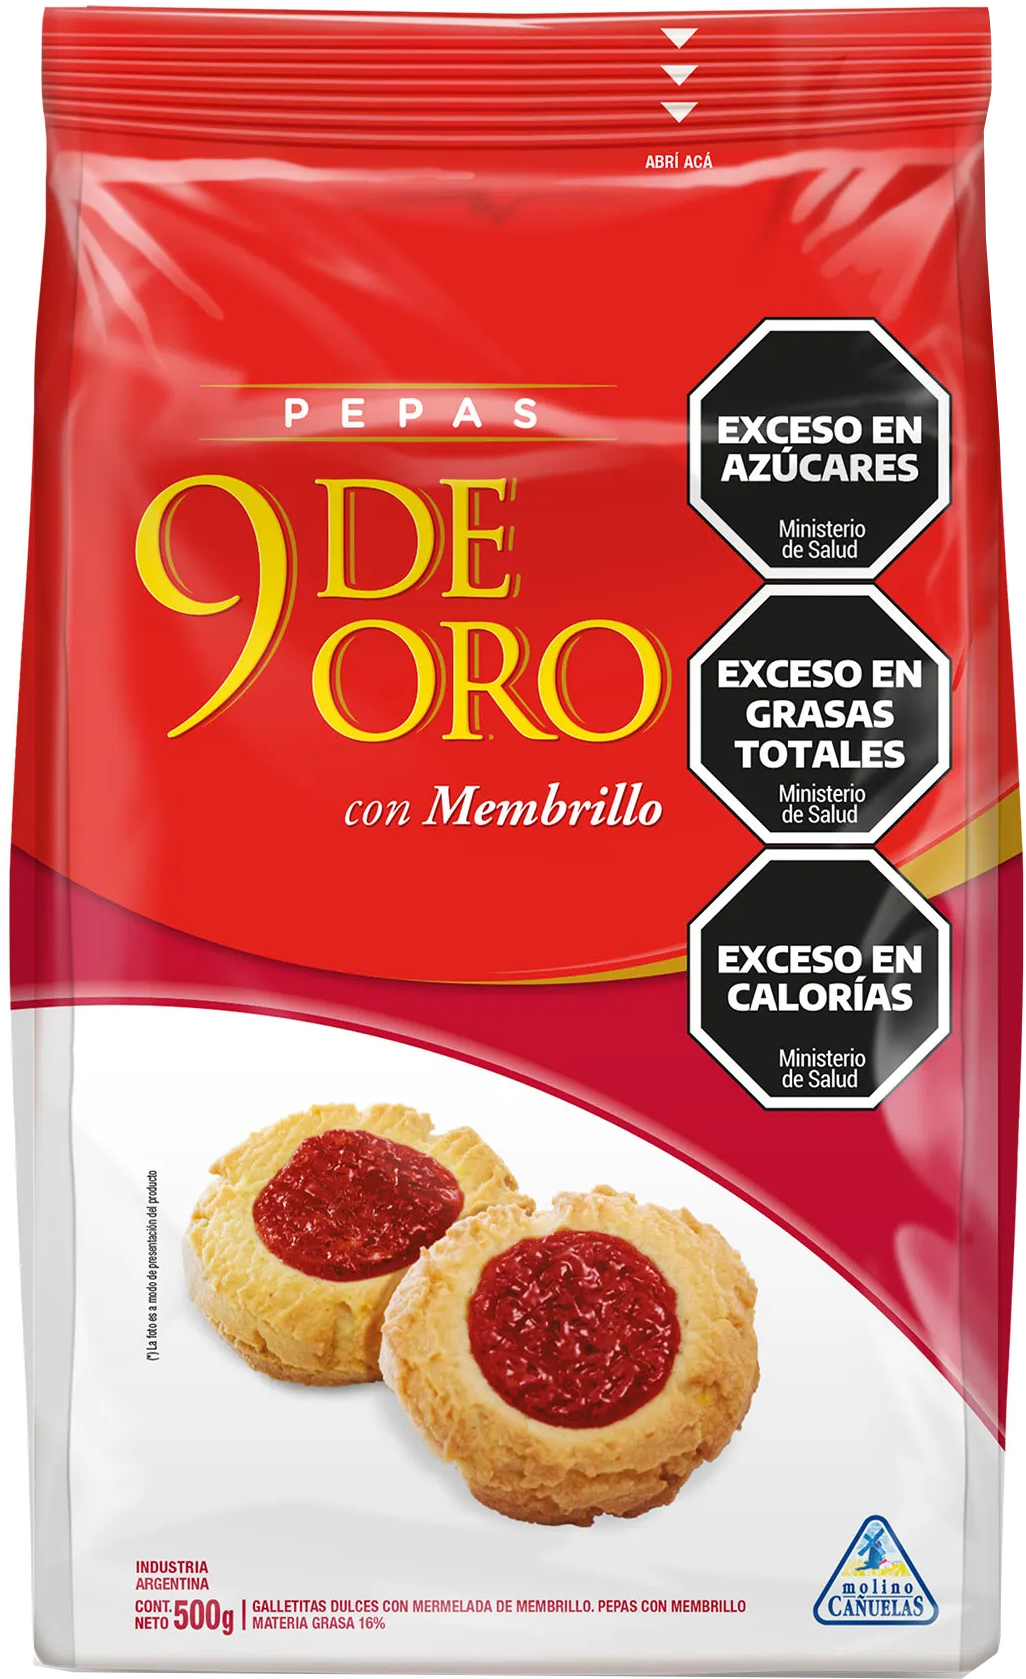 ABRÍ ACÁ
PEPAS
9 DE
ORO
con Membrillo
EXCESO EN
AZÚCARES
Ministerio
de Salud
EXCESO EN
GRASAS
TOTALES
Ministerio
de Salud
EXCESO EN
CALORÍAS
Ministerio
de Salud
(*) La foto es a modo de presentación del producto
INDUSTRIA
ARGENTINA
CONT.
NETO 500g
GALLETITAS DULCES CON MERMELADA DE MEMBRILLO. PEPAS CON MEMBRILLO
MATERIA GRASA 16%
molino
CAÑUELAS